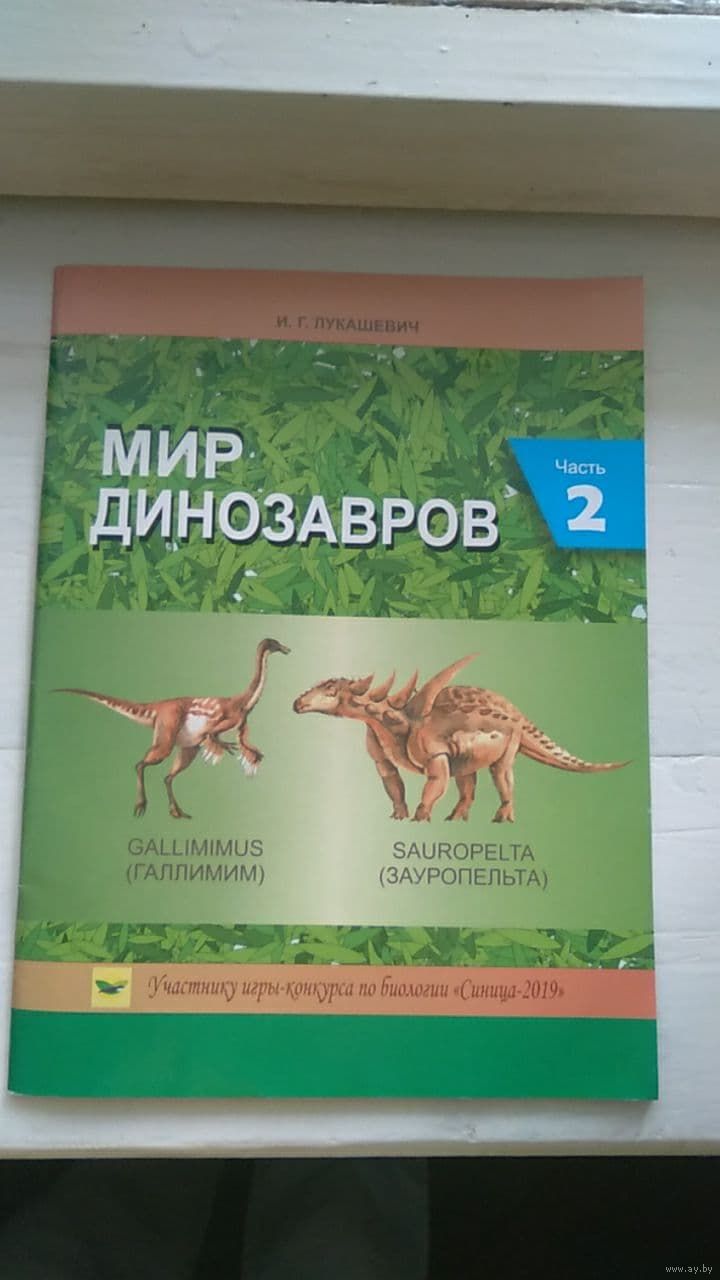 И. Г. ЛУКАШЕВИЧ
МИР
ДИНОЗАВРОВ
Часть
2
GALLIMIMUS
(ГАЛЛИМИМ)
SAUROPELTA
(ЗАУРОПЕЛЬТА)
Участнику игры-конкурса по биологии «Синица-2019»
www.ay.by